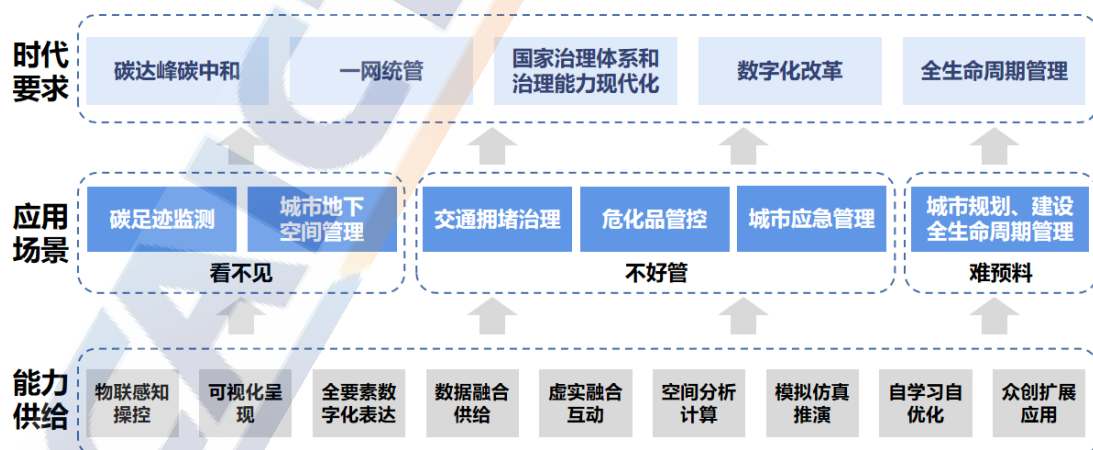 时代
要求
碳达峰碳中和
一网统管
国家治理体系和
治理能力现代化
数字化改革
全生命周期管理
应用
场景
碳足迹监测
城市地下
空间管理
看不见
交通拥堵治理
危化品管控
城市应急管理
不好管
城市规划、建设
全生命周期管理
难预料
能力
供给
物联感知
操控
可视化呈
现
全要素数
字化表达
数据融合
供给
虚实融合
互动
空间分析
计算
模拟仿真
推演
自学习自
优化
众创扩展
应用